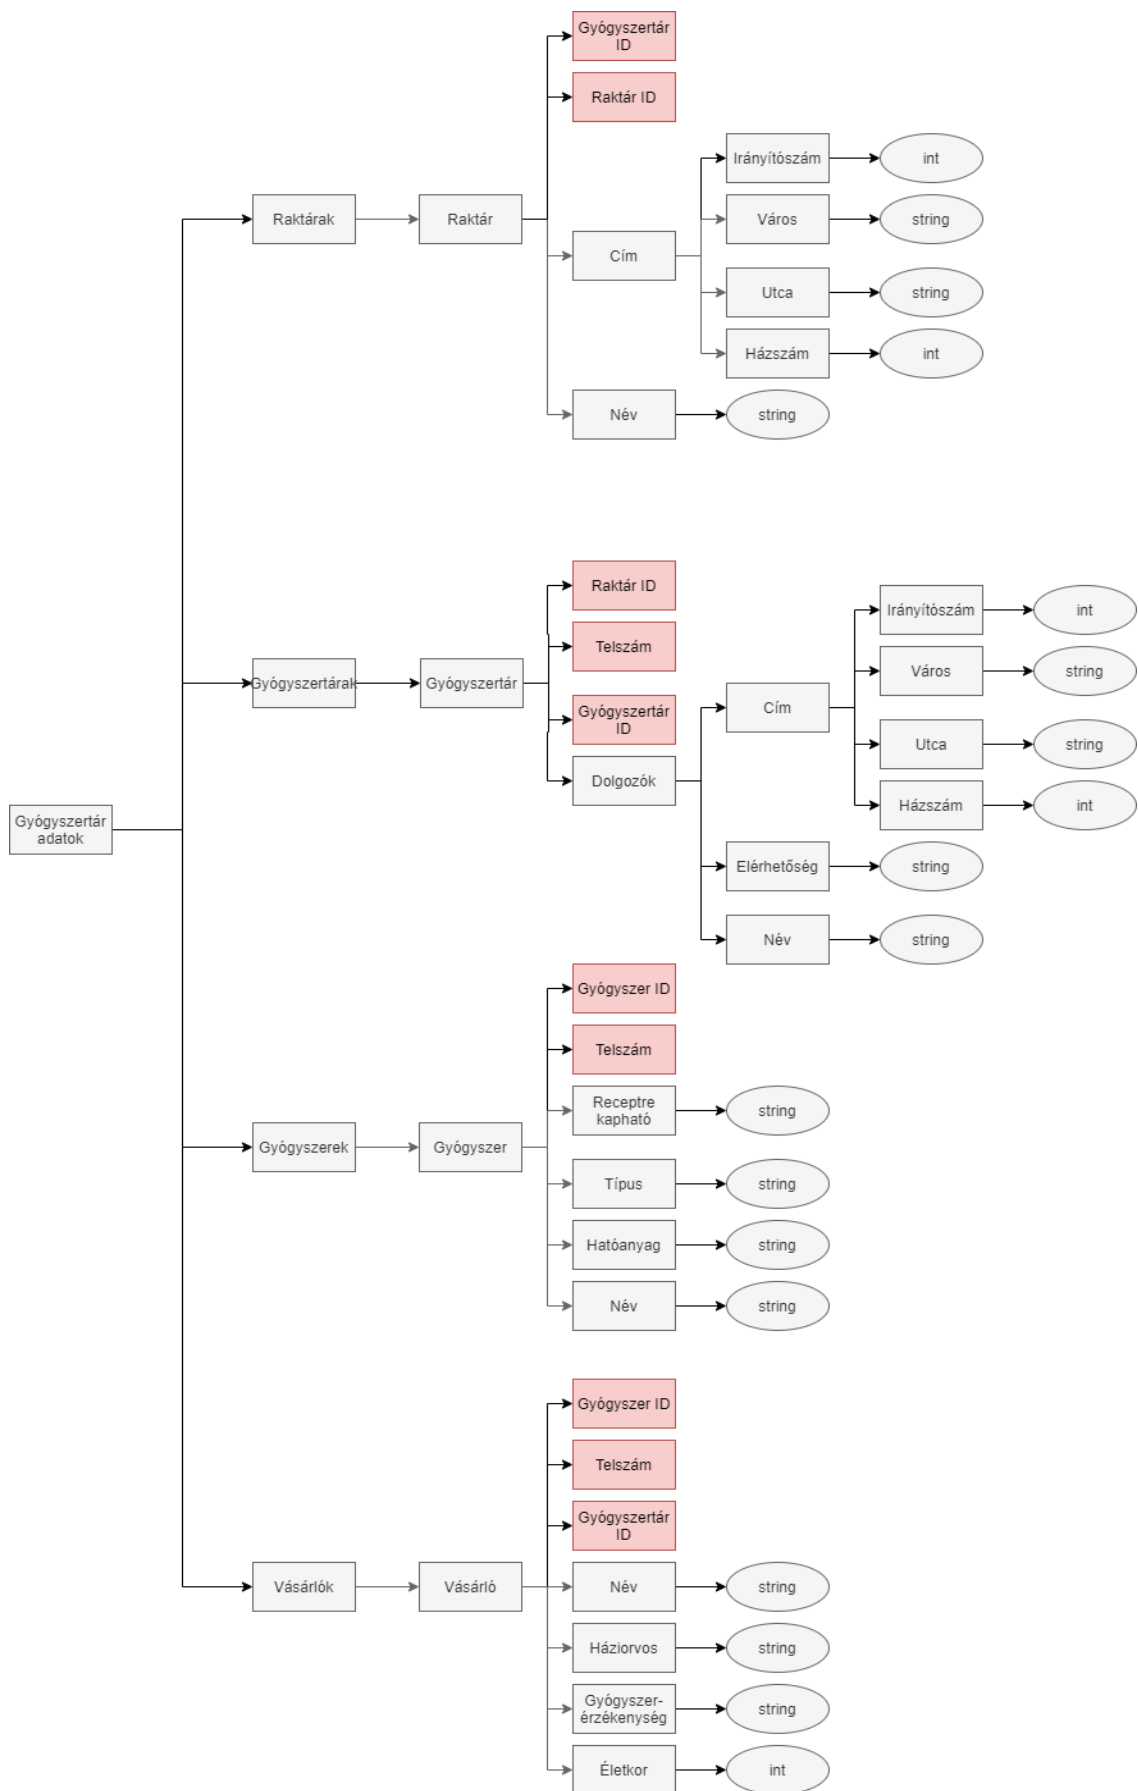 Gyógyszertár
ID
Raktár ID
Irányítószám
int
Raktárak
Raktár
Város
string
Cím
Utca
string
Házszám
int
Név
string
Raktár ID
Irányítószám
int
Telszám
Gyógyszertárak
Gyógyszertár
Város
string
Cím
Gyógyszertár
ID
Utca
string
Dolgozók
Házszám
int
Gyógyszertár
adatok
Elérhetőség
string
Név
string
Gyógyszer ID
Telszám
Receptre
kapható
string
Gyógyszerek
Gyógyszer
Típus
string
Hatóanyag
string
Név
string
Gyógyszer ID
Telszám
Gyógyszertár
ID
Vásárlók
Vásárló
Név
string
Háziorvos
string
Gyógyszer-
érzékenység
string
Életkor
int